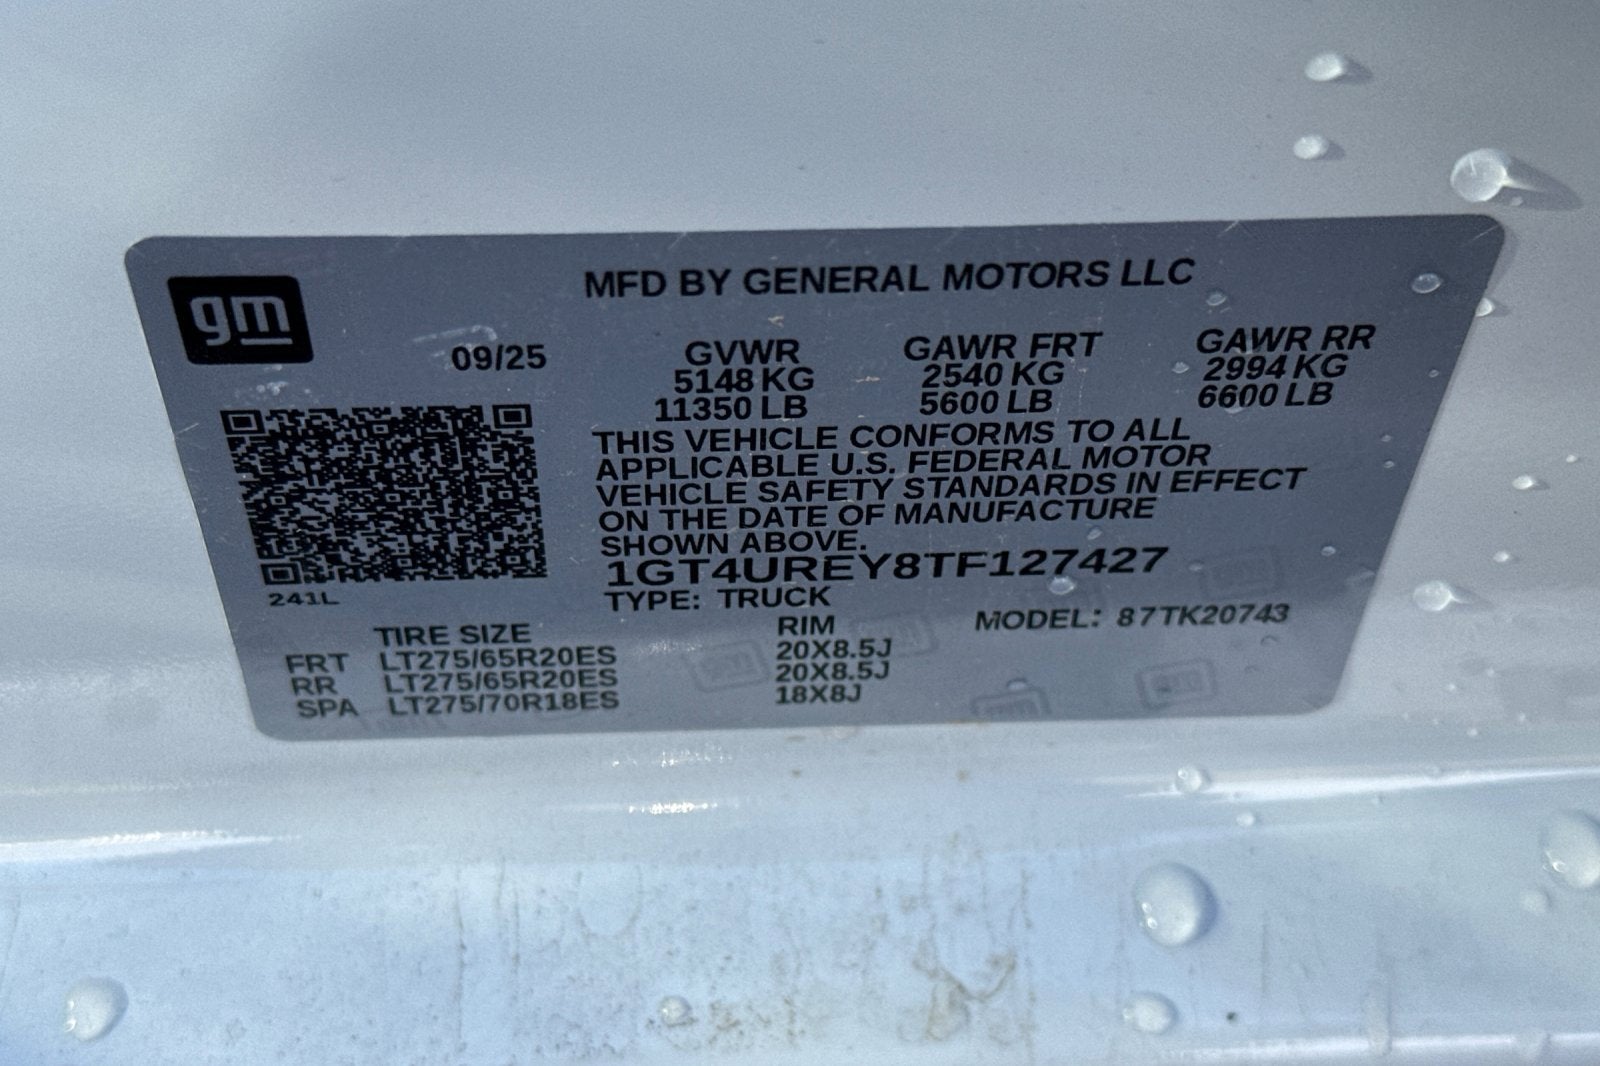 gm
MFD BY GENERAL MOTORS LLC
09/25 GVWR GAWR FRT GAWR RR
5148 KG 2540 KG 2994 KG
11350 LB 5600 LB 6600 LB
THIS VEHICLE CONFORMS TO ALL
APPLICABLE U.S. FEDERAL MOTOR
VEHICLE SAFETY STANDARDS IN EFFECT
ON THE DATE OF MANUFACTURE
SHOWN ABOVE.
1GT4UREY8TF127427
241L
TYPE: TRUCK
MODEL: 87TK20743
TIRE SIZE RIM
FRT LT275/65R20ES 20X8.5J
RR LT275/65R20ES 20X8.5J
SPA LT275/70R18ES 18X8J